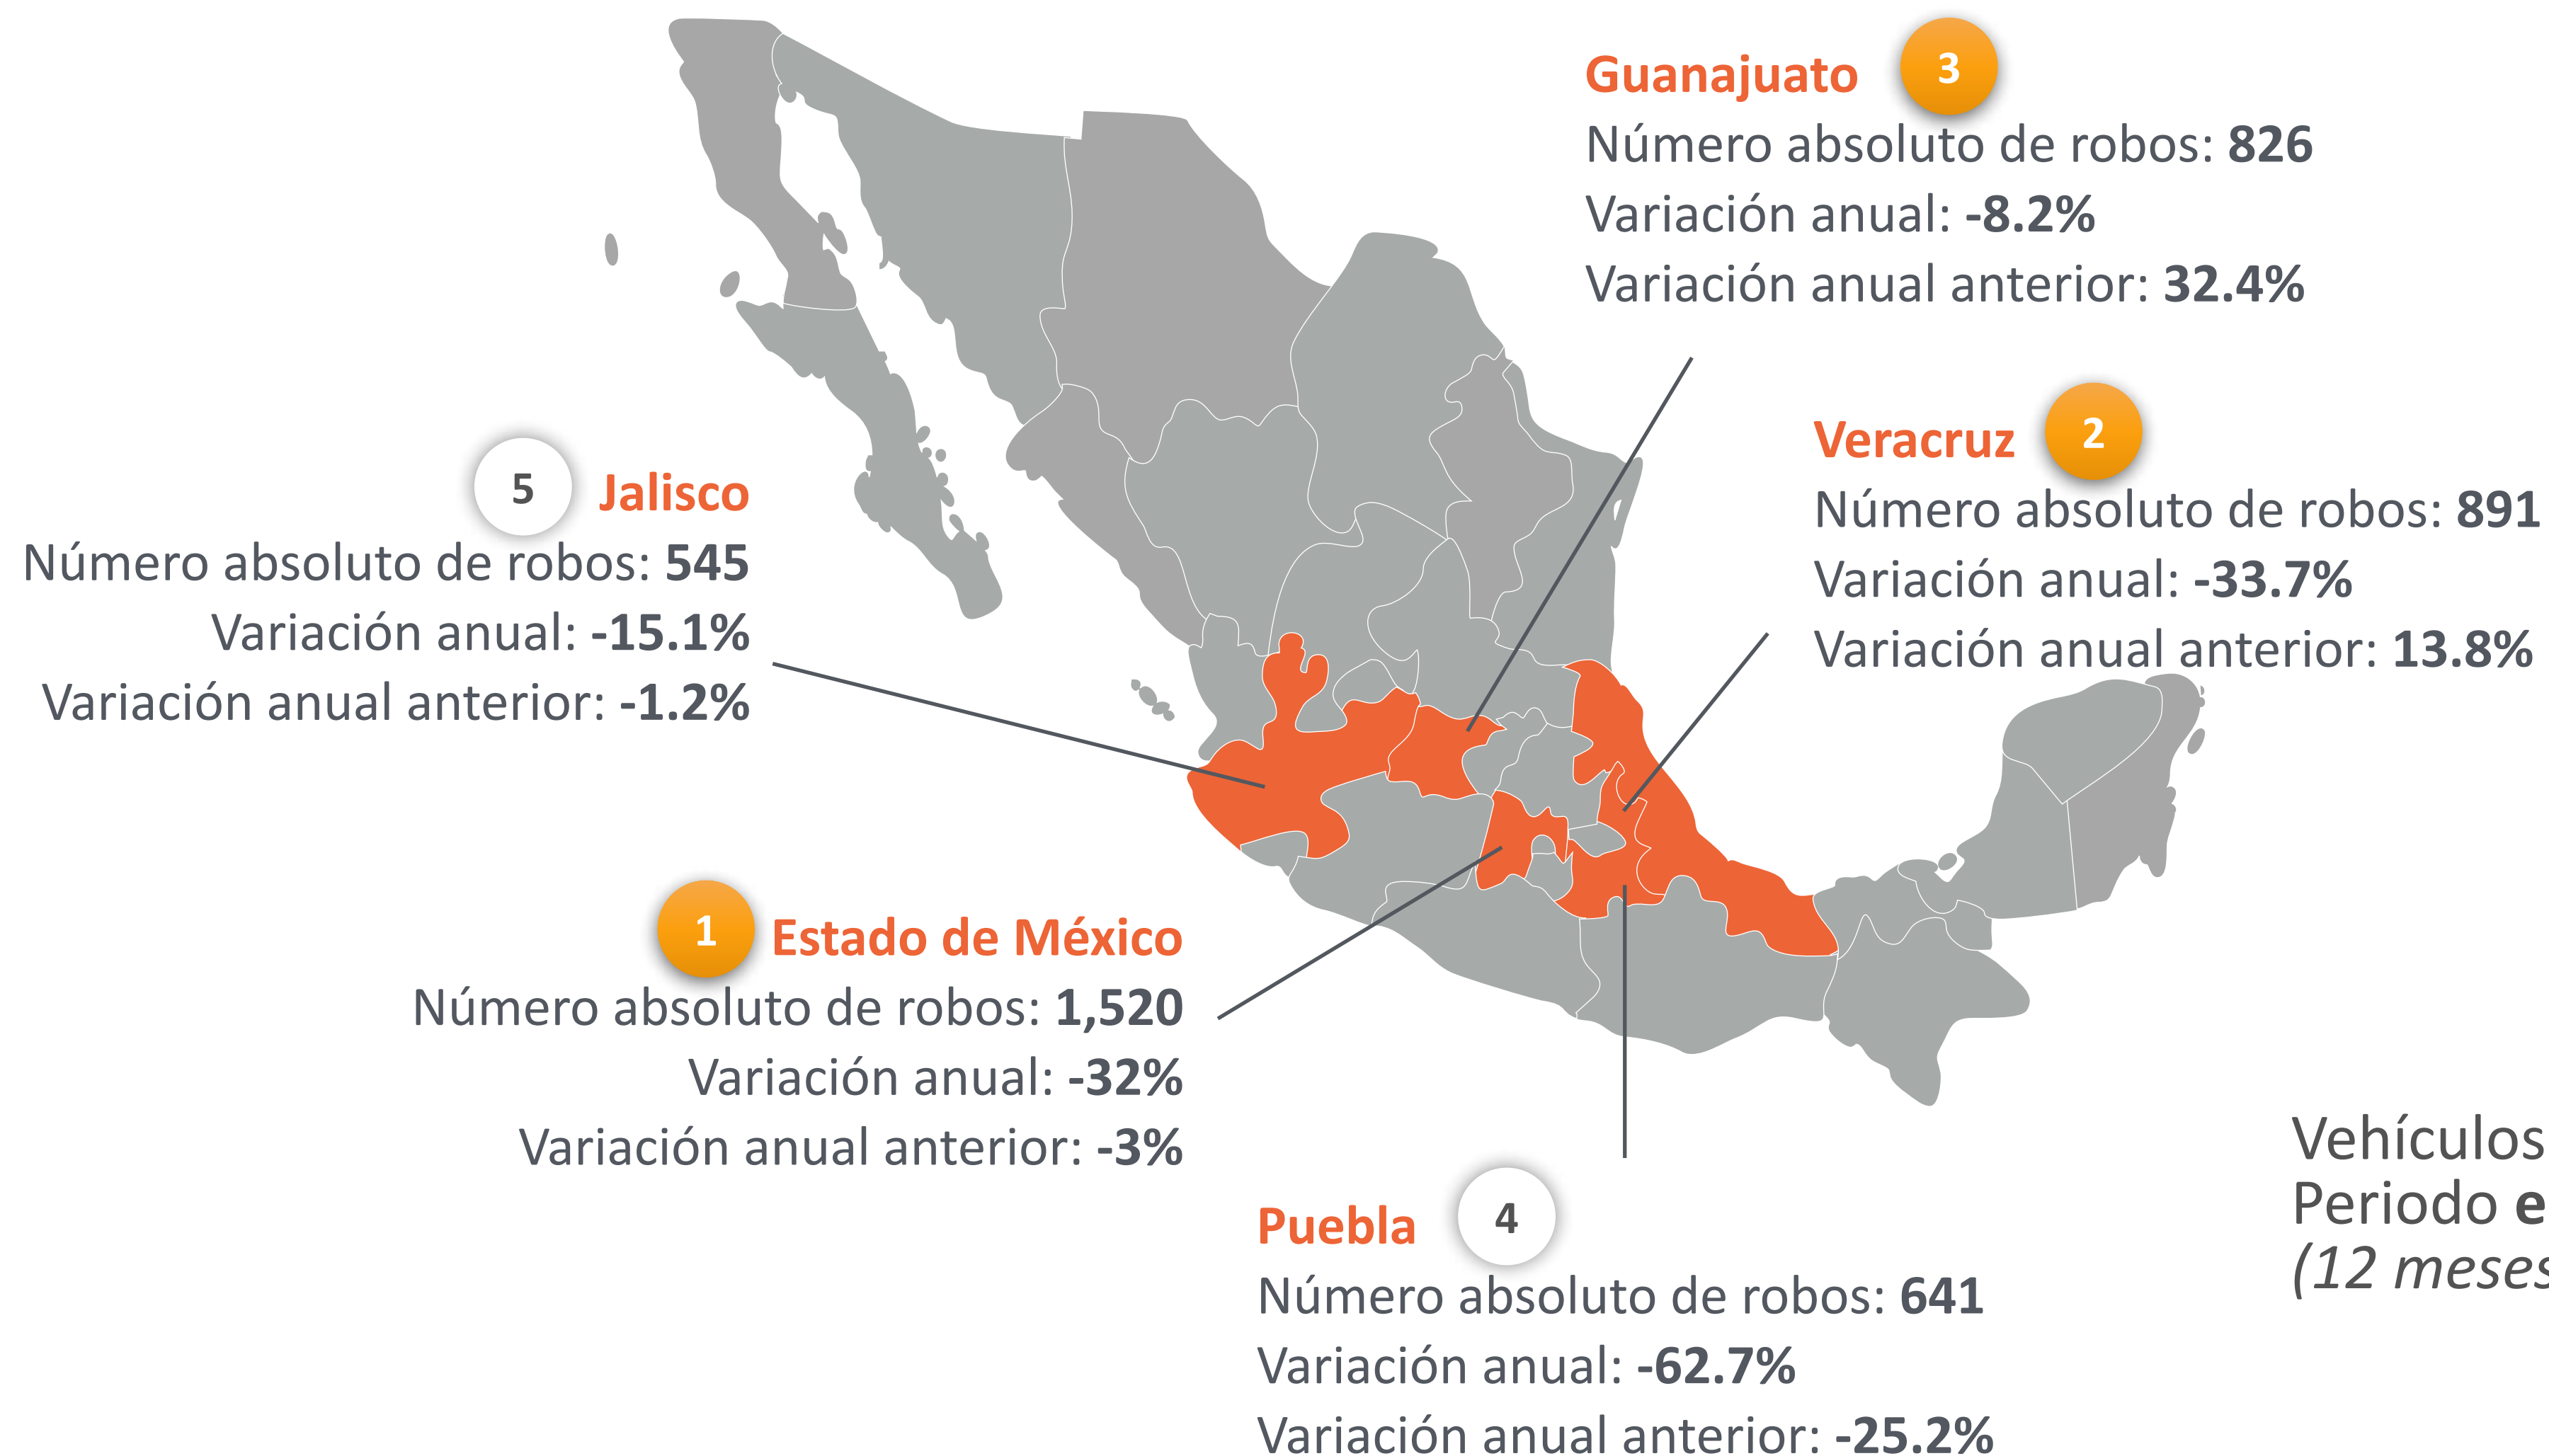 Guanajuato 3
Número absoluto de robos: 826
Variación anual: -8.2%
Variación anual anterior: 32.4%
Veracruz 2
Número absoluto de robos: 891
Variación anual: -33.7%
Variación anual anterior: 13.8%
5 Jalisco
Número absoluto de robos: 545
Variación anual: -15.1%
Variación anual anterior: -1.2%
1 Estado de México
Número absoluto de robos: 1,520
Variación anual: -32%
Variación anual anterior: -3%
Puebla 4
Número absoluto de robos: 641
Variación anual: -62.7%
Variación anual anterior: -25.2%
Vehículos
Periodo e
(12 meses